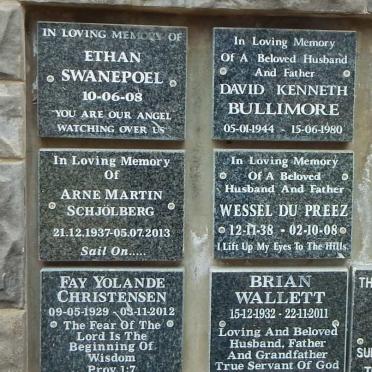 IN LOVING MEMORY OF
ETHAN
SWANEPOEL
10-06-08
YOU ARE OUR ANGEL
WATCHING OVER US
In Loving Memory
Of A Beloved Husband
And Father
DAVID KENNETH
BULLIMORE
05-01-1944 - 15-06-1980
In Loving Memory
Of
ARNE MARTIN
SCHJÖLBERG
21.12.1937-05.07.2013
Sail On.....
In Loving Memory
Of A Beloved
Husband And Father
WESSEL DU PREEZ
12-11-38 - 02-10-08
I Lift Up My Eyes To The Hills
FAY YOLANDE
CHRISTENSEN
09-05-1929 - 03-11-2012
The Fear Of The
Lord Is The
Beginning Of
Wisdom
Prov 1:7
BRIAN
WALLETT
15-12-1932 - 22-11-2011
Loving And Beloved
Husband, Father
And Grandfather
True Servant Of God